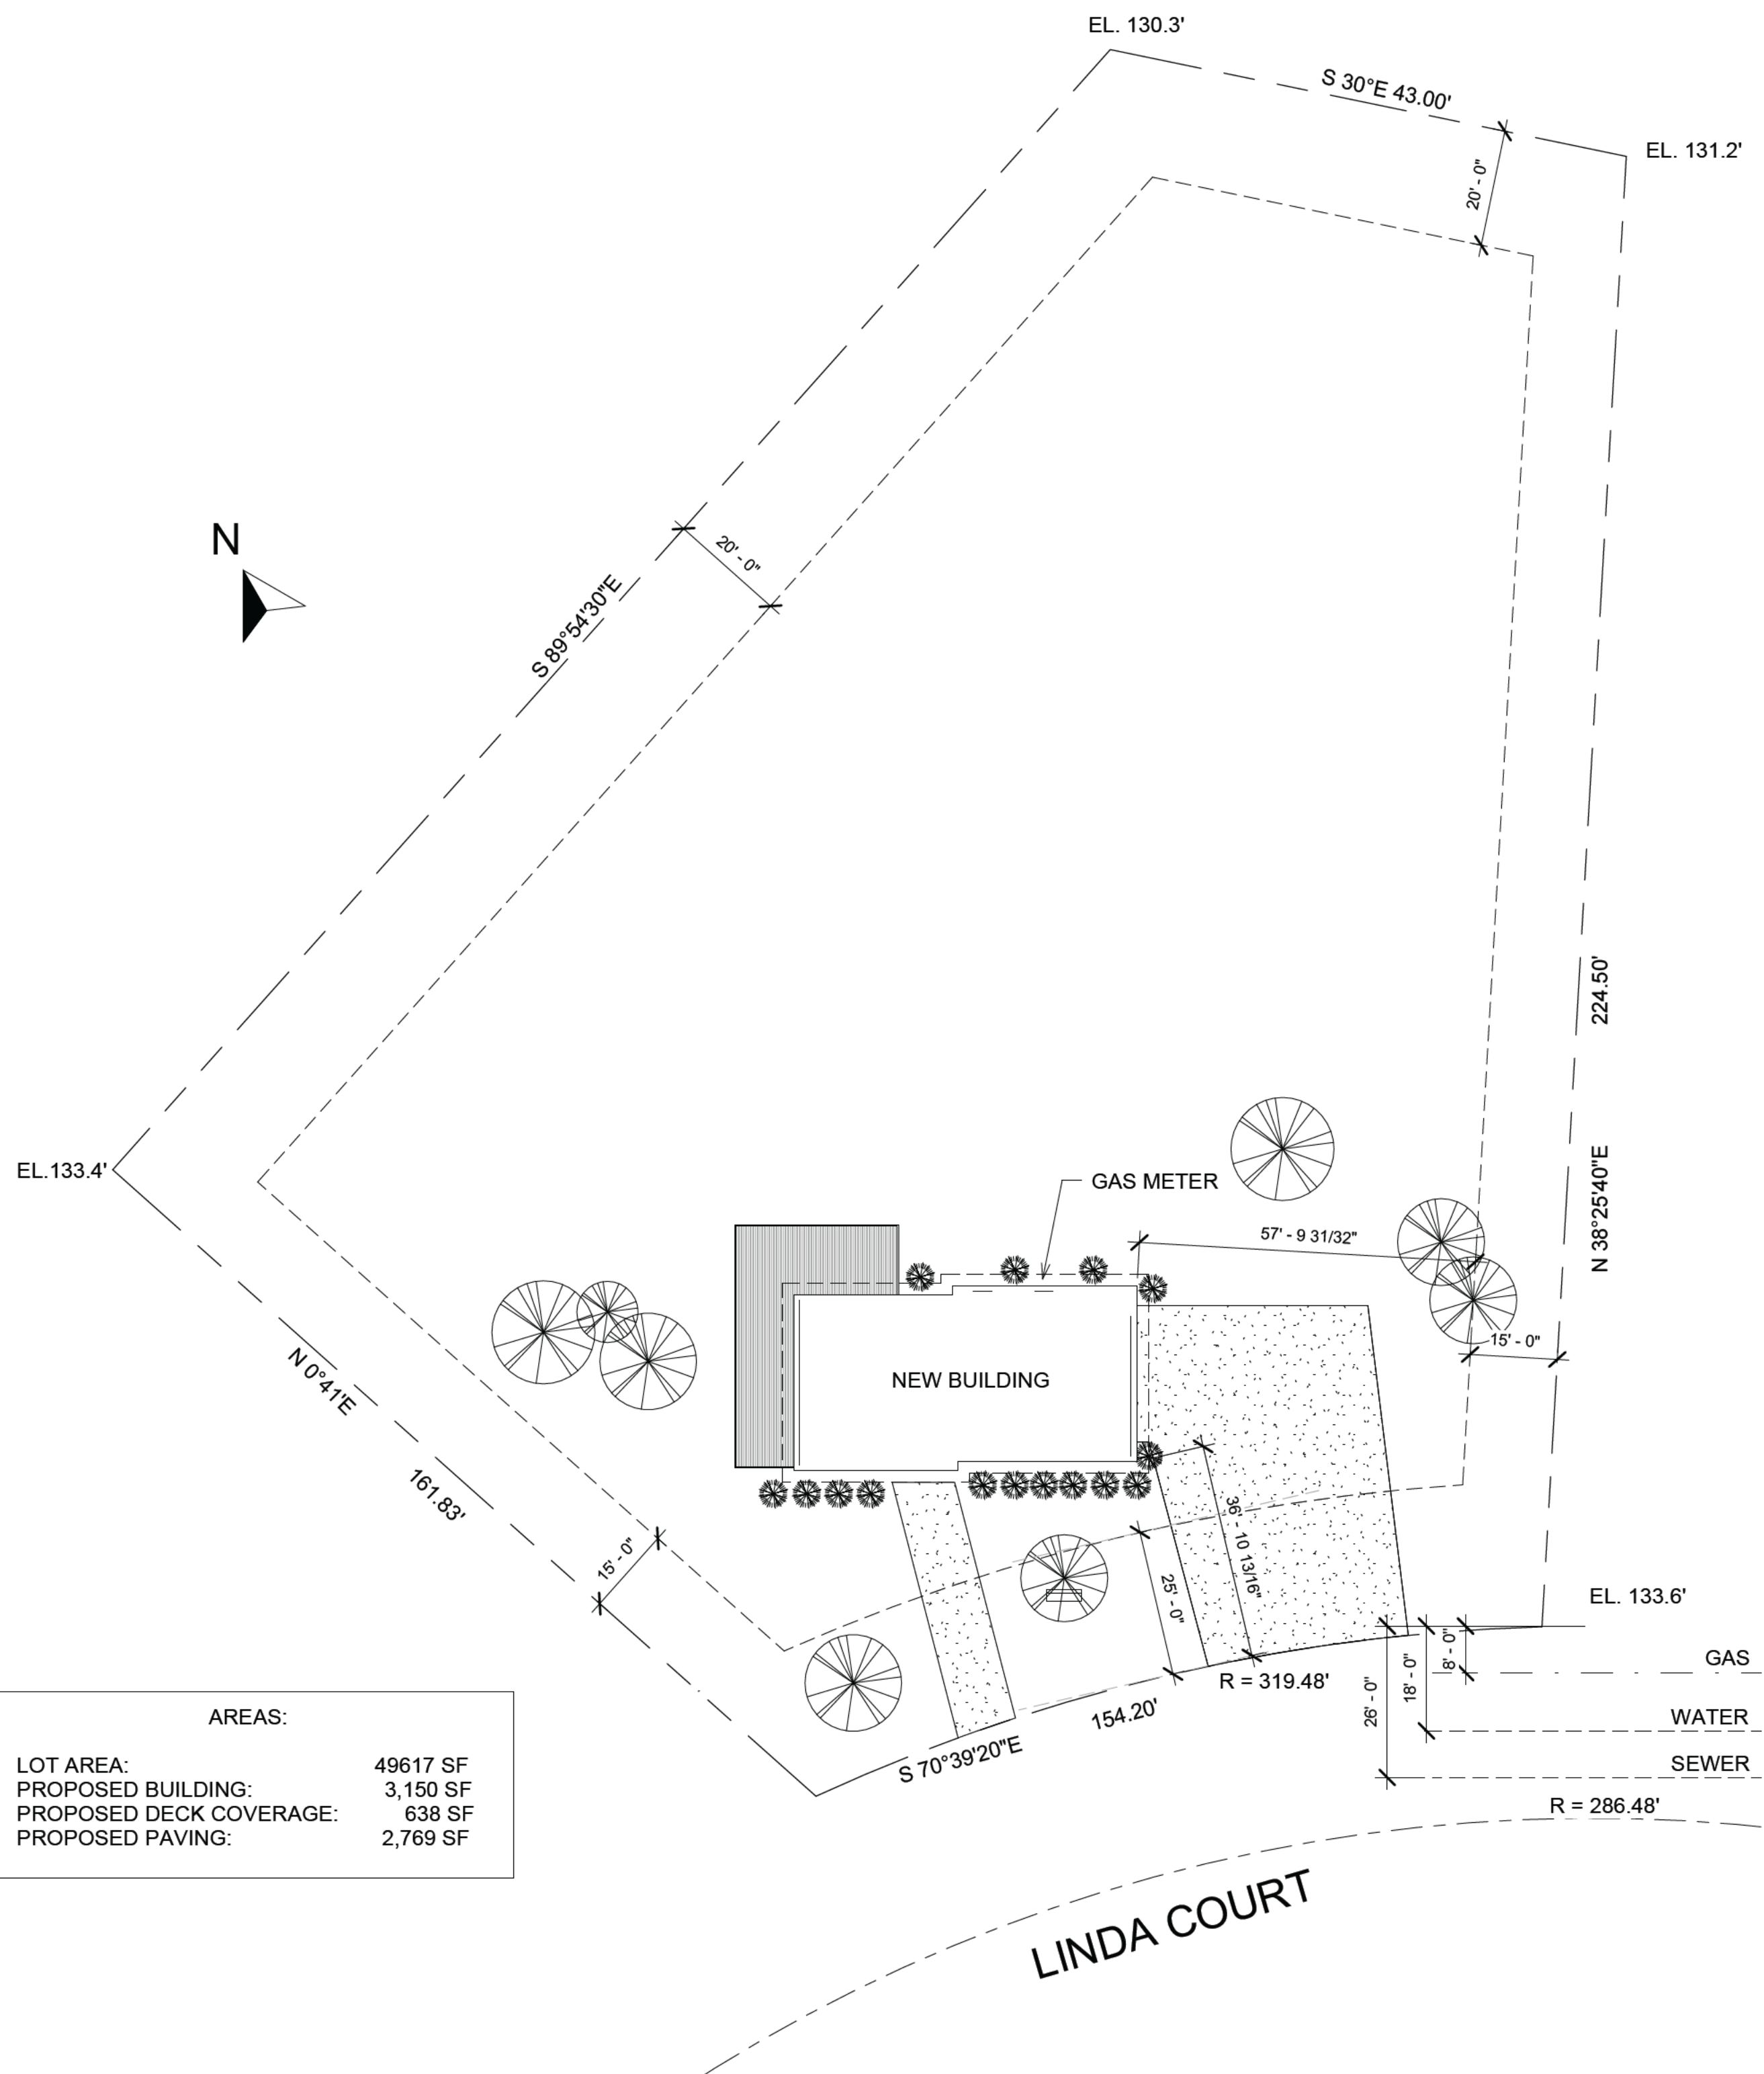 EL. 130.3'
S 30°E 43.00'
EL. 131.2'
20' - 0"
N
20' - 0"
S 89°54'30"E
224.50'
N 38°25'40"E
EL.133.4'
GAS METER
57' - 9 31/32"
15' - 0"
NEW BUILDING
N 0°41'E
161.83'
15' - 0"
36' - 10 13/16"
25' - 0"
EL. 133.6'
8' - 0"
18' - 0"
26' - 0"
GAS
WATER
SEWER
R = 319.48'
154.20'
S 70°39'20"E
R = 286.48'
LINDA COURT
AREAS:
LOT AREA: 49617 SF
PROPOSED BUILDING: 3,150 SF
PROPOSED DECK COVERAGE: 638 SF
PROPOSED PAVING: 2,769 SF